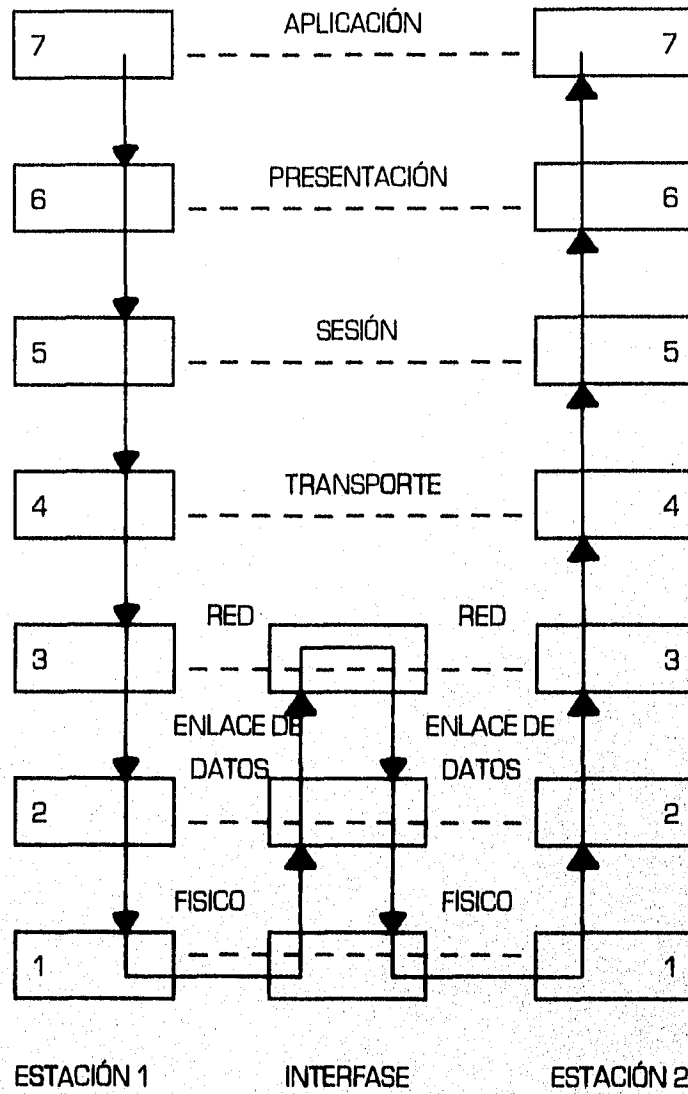 7 APLICACIÓN 7
6 PRESENTACIÓN 6
5 SESIÓN 5
4 TRANSPORTE 4
RED RED
3 3
ENLACE DE ENLACE DE
DATOS DATOS
2 2
FISICO FISICO
1 1
ESTACIÓN 1 INTERFASE ESTACIÓN 2